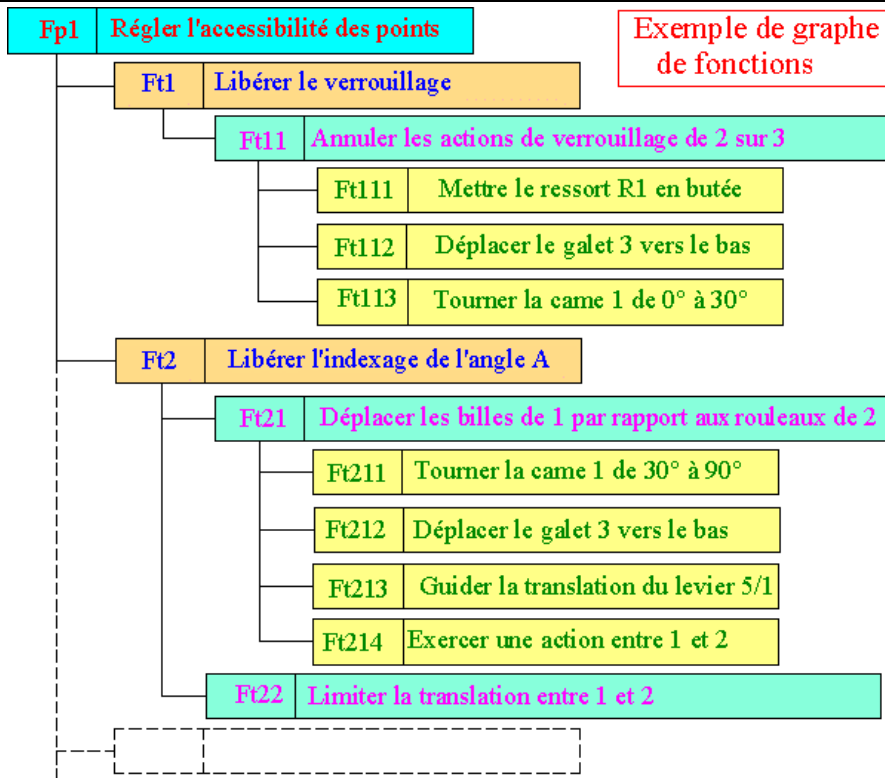 Fp1 Régler l'accessibilité des points
Exemple de graphe
de fonctions
Ft1 Libérer le verrouillage
Ft11 Annuler les actions de verrouillage de 2 sur 3
Ft111 Mettre le ressort R1 en butée
Ft112 Déplacer le galet 3 vers le bas
Ft113 Tourner la came 1 de 0° à 30°
Ft2 Libérer l'indexage de l'angle A
Ft21 Déplacer les billes de 1 par rapport aux rouleaux de 2
Ft211 Tourner la came 1 de 30° à 90°
Ft212 Déplacer le galet 3 vers le bas
Ft213 Guider la translation du levier 5/1
Ft214 Exercer une action entre 1 et 2
Ft22 Limiter la translation entre 1 et 2